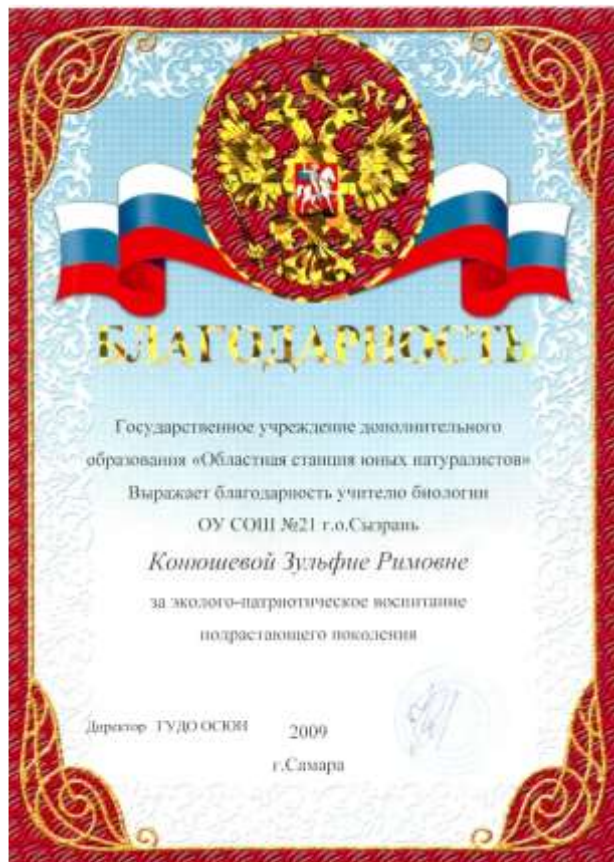 БЛАГОДАРНОСТЬ
Государственное учреждение дополнительного
образования «Областная станция юных натуралистов»
Выражает благодарность учителю биологии
ОУ СОШ №21 г.о.Сызрань
Конюшевой Зульфие Римовне
за эколого-патриотическое воспитание
подрастающего поколения
Директор ГУДО ОСЮН
2009
г.Самара